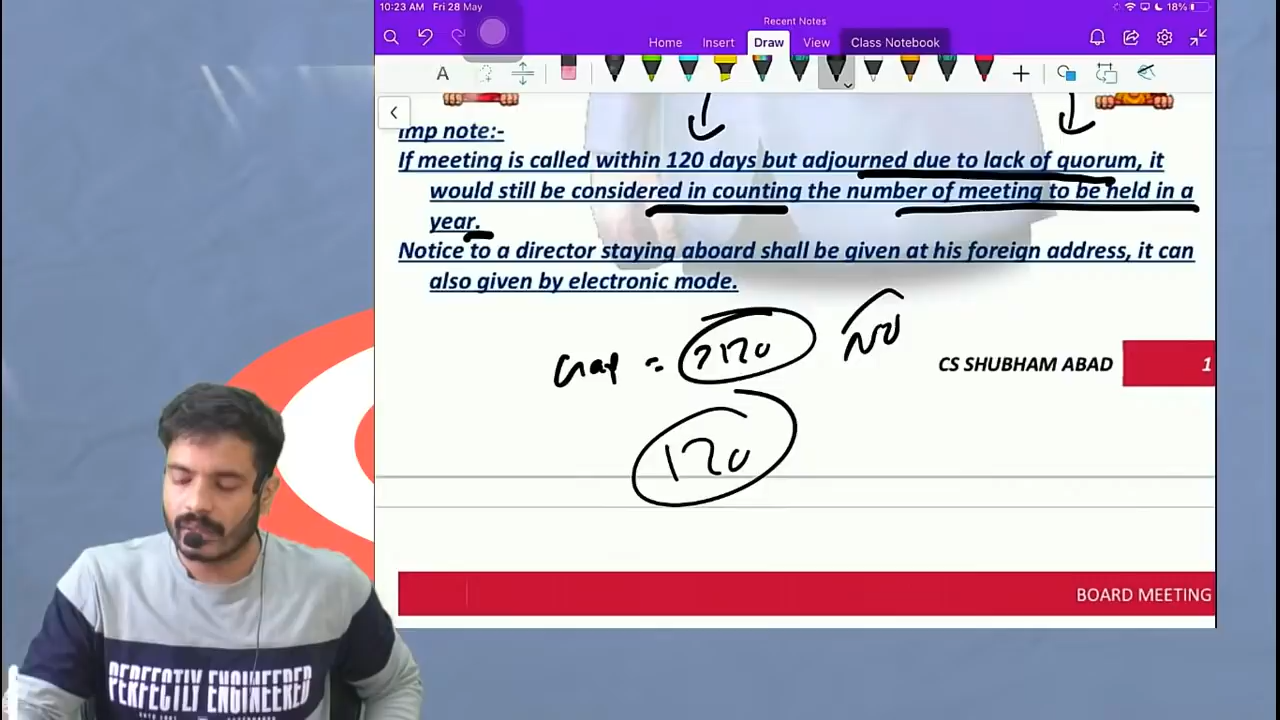 10:23 AM Fri 28 May
18%
Recent Notes
Home Insert Draw View Class Notebook
A
Imp note:-
If meeting is called within 120 days but adjourned due to lack of quorum, it
would still be considered in counting the number of meeting to be held in a
year.
Notice to a director staying aboard shall be given at his foreign address, it can
also given by electronic mode.
Gap = >120 NO
CS SHUBHAM ABAD 1
120
BOARD MEETING
PERFECTLY ENGINEERED